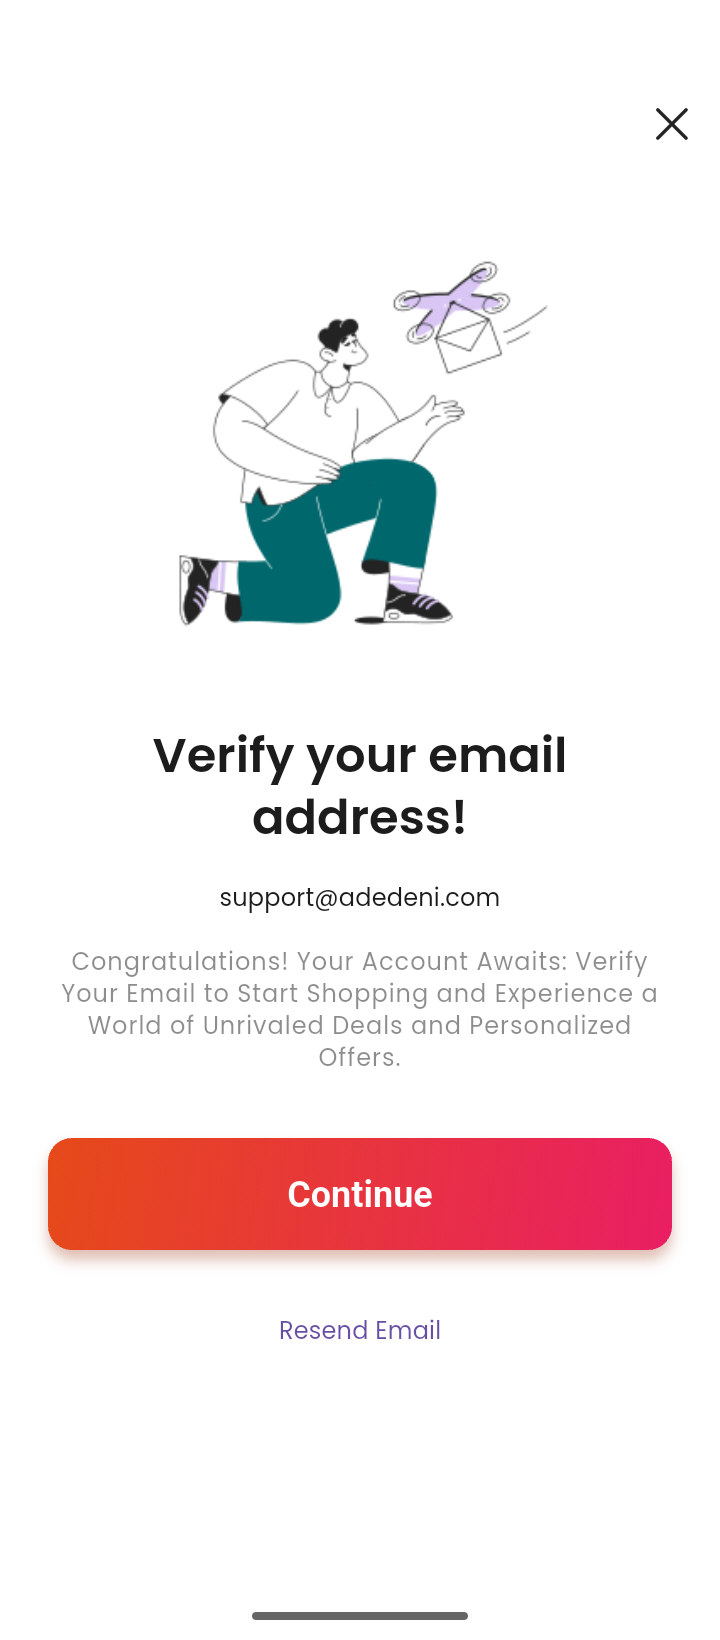 Verify your email
address!
support@adedeni.com
Congratulations! Your Account Awaits: Verify
Your Email to Start Shopping and Experience a
World of Unrivaled Deals and Personalized
Offers.
Continue
Resend Email